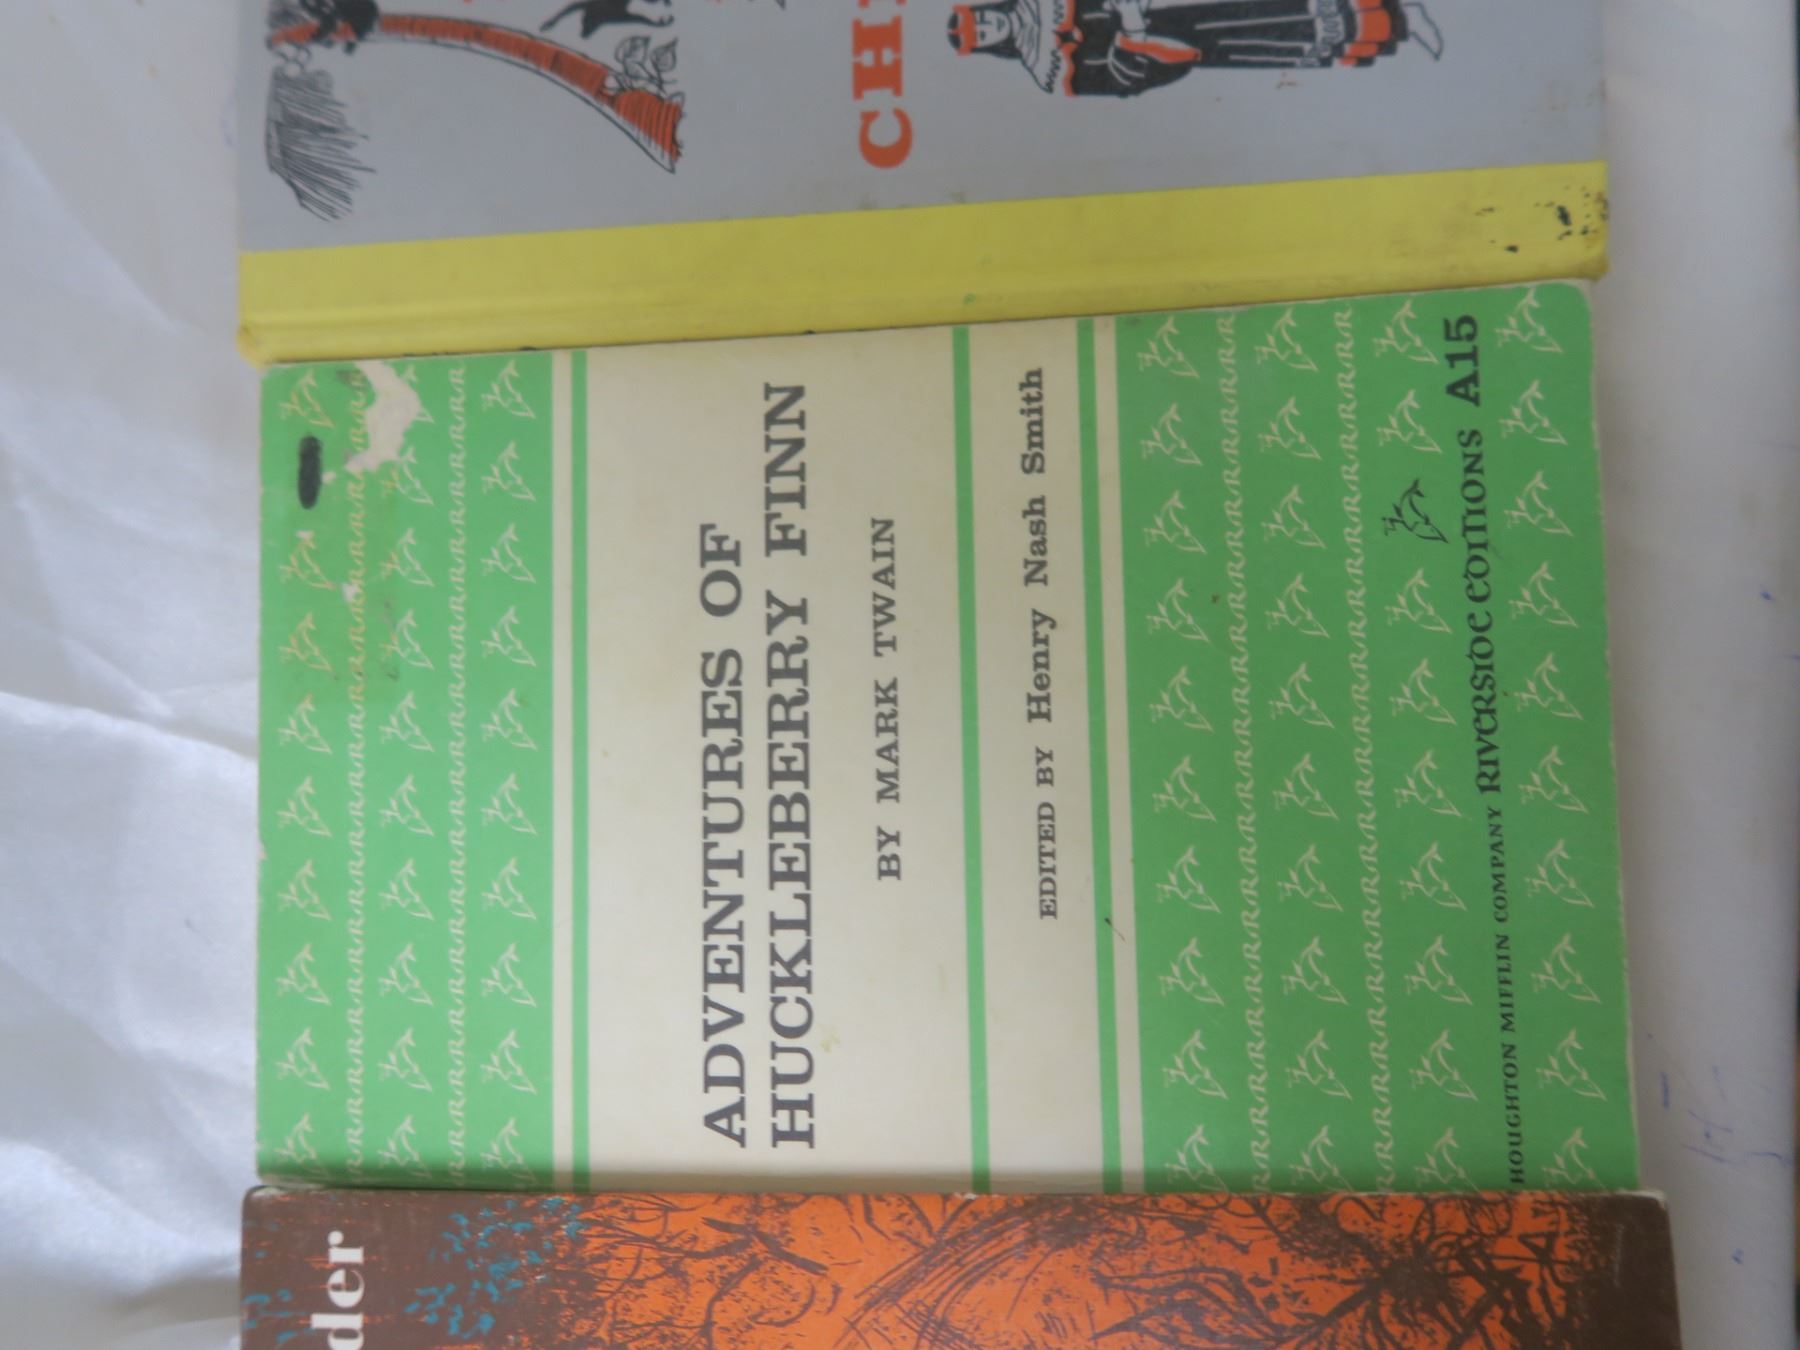 CHI
ADVENTURES OF
HUCKLEBERRY FINN
BY MARK TWAIN
EDITED BY Henry Nash Smith
HOUGHTON MIFFLIN COMPANY RIVERSIDE EDITIONS A15
der